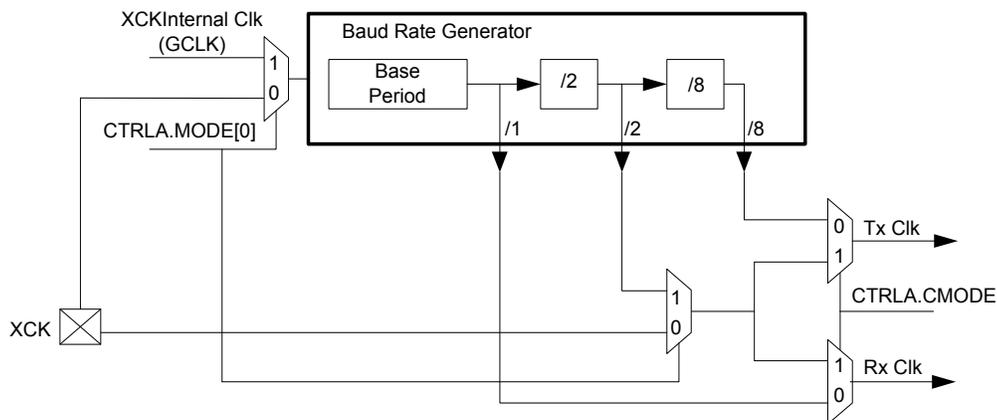 XCKInternal Clk
(GCLK)
Baud Rate Generator
1
0
Base
Period
/2
/8
CTRLA.MODE[0]
/1
/2
/8
0
1
Tx Clk
1
0
CTRLA.CMODE
XCK
1
0
Rx Clk